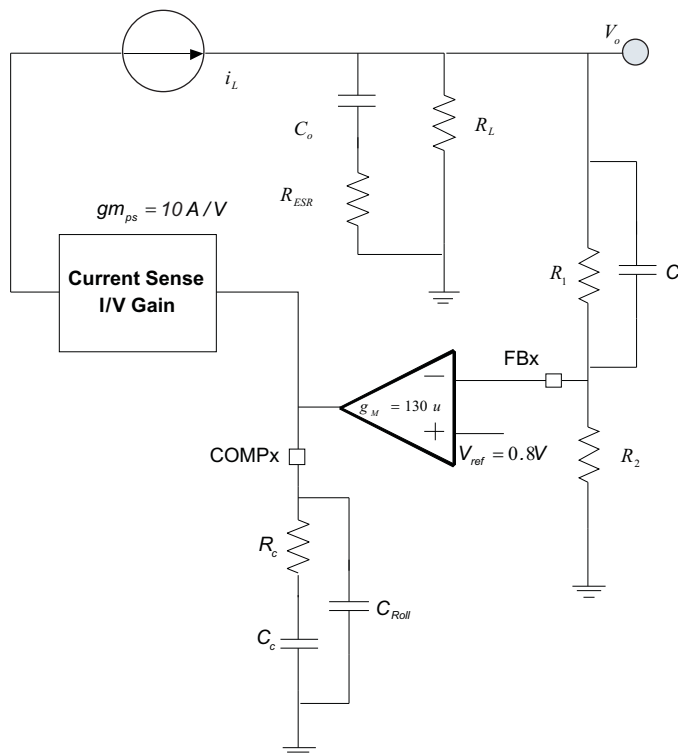 V_o
i_L
C_o
R_L
R_ESR
gm_ps = 10 A / V
Current Sense
I/V Gain
R_1
C
FBx
g_M = 130 u
V_ref = 0.8V
COMPx
R_2
R_c
C_Roll
C_c